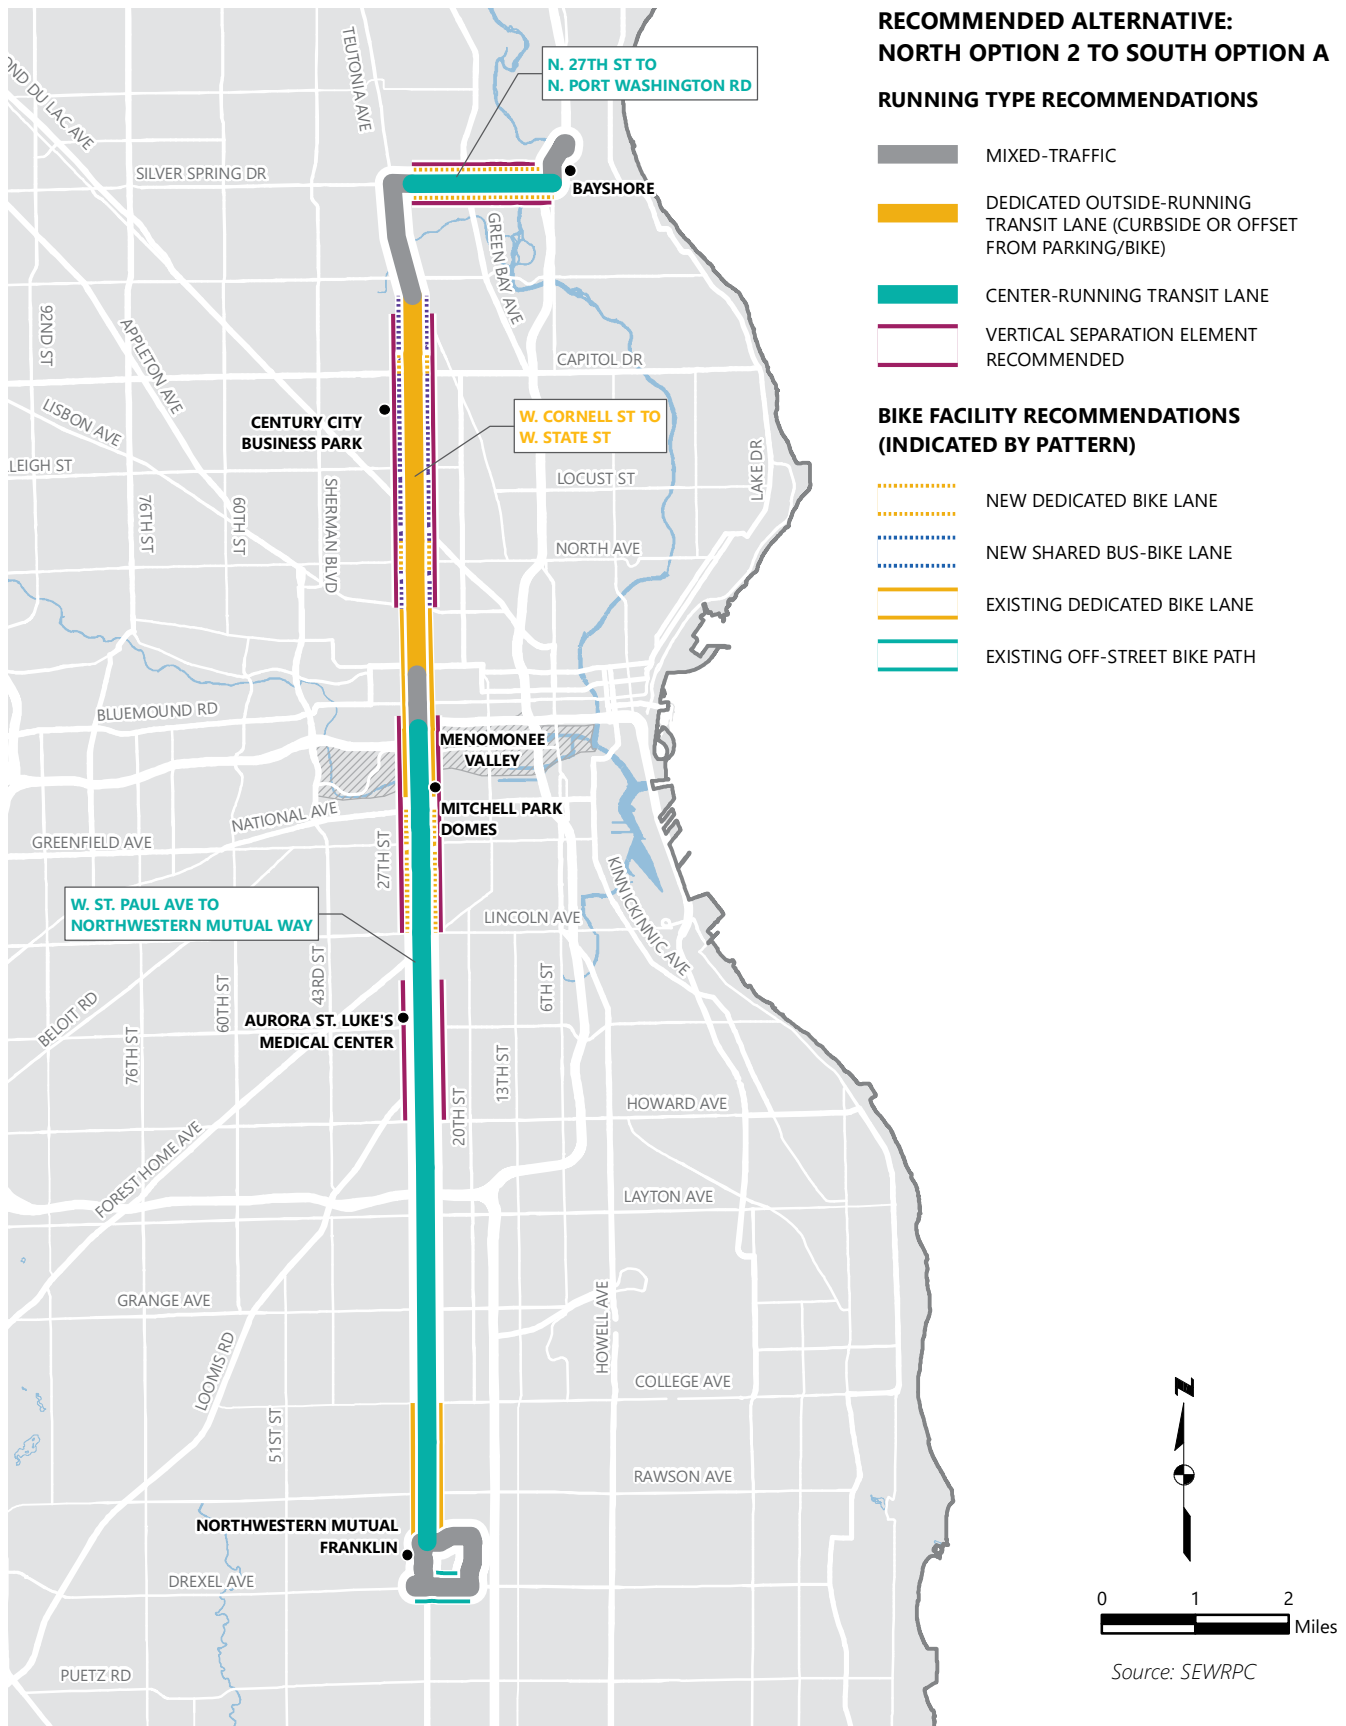 RECOMMENDED ALTERNATIVE:
NORTH OPTION 2 TO SOUTH OPTION A
RUNNING TYPE RECOMMENDATIONS
MIXED-TRAFFIC
DEDICATED OUTSIDE-RUNNING
TRANSIT LANE (CURBSIDE OR OFFSET
FROM PARKING/BIKE)
CENTER-RUNNING TRANSIT LANE
VERTICAL SEPARATION ELEMENT
RECOMMENDED
BIKE FACILITY RECOMMENDATIONS
(INDICATED BY PATTERN)
NEW DEDICATED BIKE LANE
NEW SHARED BUS-BIKE LANE
EXISTING DEDICATED BIKE LANE
EXISTING OFF-STREET BIKE PATH
TEUTONIA AVE
N. 27TH ST TO
N. PORT WASHINGTON RD
OND DU LAC AVE
SILVER SPRING DR
BAYSHORE
GREEN BAY AVE
92ND ST
APPLETON AVE
CAPITOL DR
LISBON AVE
CENTURY CITY
BUSINESS PARK
W. CORNELL ST TO
W. STATE ST
LEIGH ST
LOCUST ST
LAKE DR
76TH ST
60TH ST
SHERMAN BLVD
NORTH AVE
BLUEMOUND RD
MENOMONEE
VALLEY
NATIONAL AVE
MITCHELL PARK
DOMES
GREENFIELD AVE
27TH ST
KINNICKINNIC AVE
W. ST. PAUL AVE TO
NORTHWESTERN MUTUAL WAY
LINCOLN AVE
43RD ST
60TH ST
6TH ST
BELOIT RD
AURORA ST. LUKE'S
MEDICAL CENTER
76TH ST
13TH ST
20TH ST
HOWARD AVE
FOREST HOME AVE
LAYTON AVE
GRANGE AVE
HOWELL AVE
LOOMIS RD
COLLEGE AVE
51ST ST
RAWSON AVE
NORTHWESTERN MUTUAL
FRANKLIN
DREXEL AVE
PUETZ RD
N
0 1 2
Miles
Source: SEWRPC